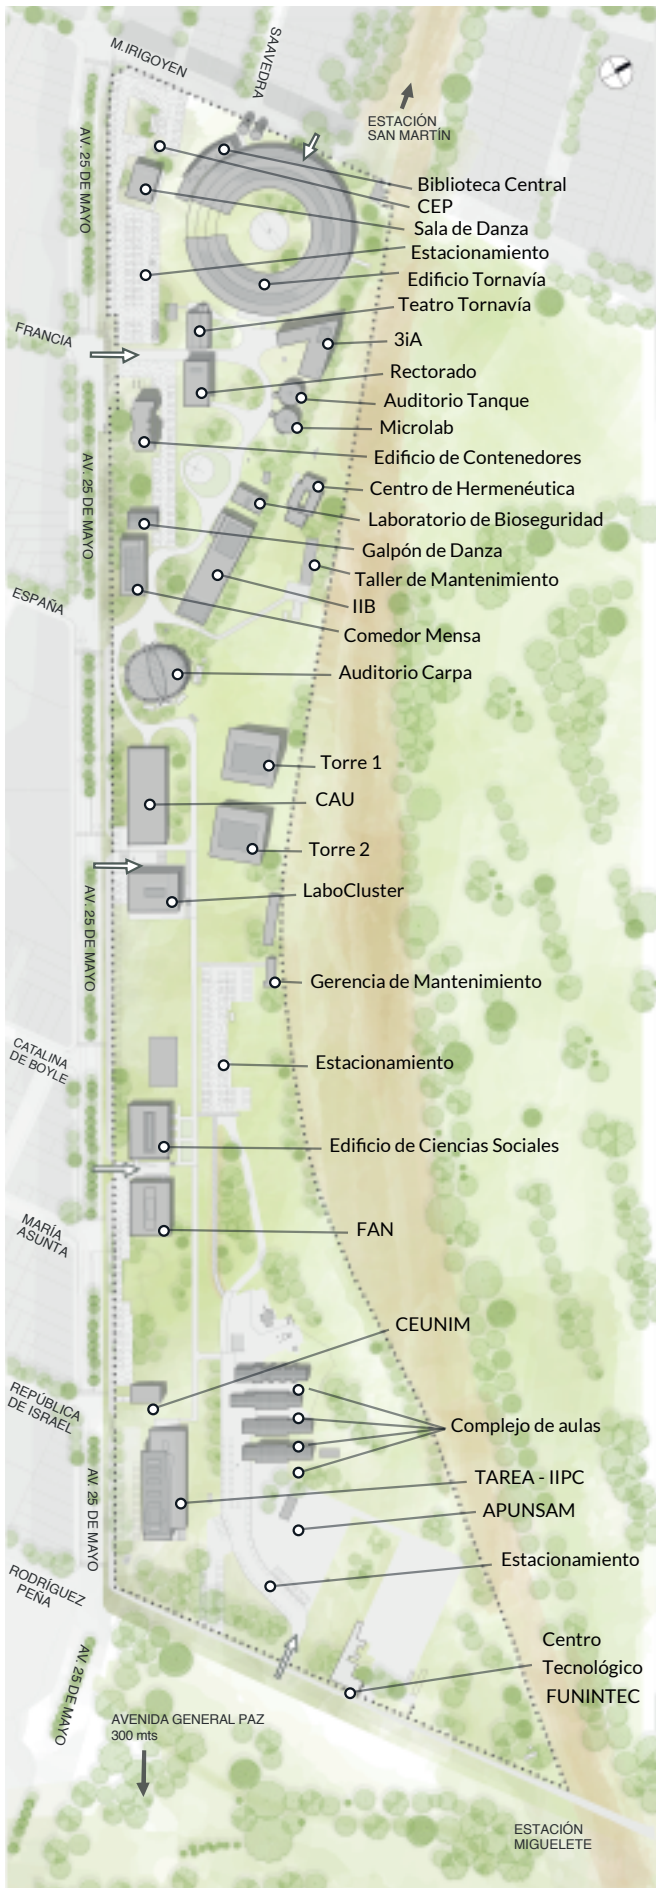 M. IRIGOYEN
SAAVEDRA
ESTACIÓN
SAN MARTÍN
AV. 25 DE MAYO
Biblioteca Central
CEP
Sala de Danza
Estacionamiento
Edificio Tornavía
Teatro Tornavía
FRANCIA
3iA
Rectorado
Auditorio Tanque
Microlab
Edificio de Contenedores
AV. 25 DE MAYO
Centro de Hermenéutica
Laboratorio de Bioseguridad
Galpón de Danza
Taller de Mantenimiento
IIB
ESPAÑA
Comedor Mensa
Auditorio Carpa
Torre 1
CAU
Torre 2
LaboCluster
AV. 25 DE MAYO
Gerencia de Mantenimiento
CATALINA
DE BOYLE
Estacionamiento
Edificio de Ciencias Sociales
MARÍA
ASUNTA
FAN
CEUNIM
REPÚBLICA
DE ISRAEL
Complejo de aulas
TAREA - IIPC
AV. 25 DE MAYO
APUNSAM
Estacionamiento
RODRÍGUEZ
PEÑA
Centro
Tecnológico
FUNINTEC
AV. 25 DE MAYO
AVENIDA GENERAL PAZ
300 mts
ESTACIÓN
MIGUELETE